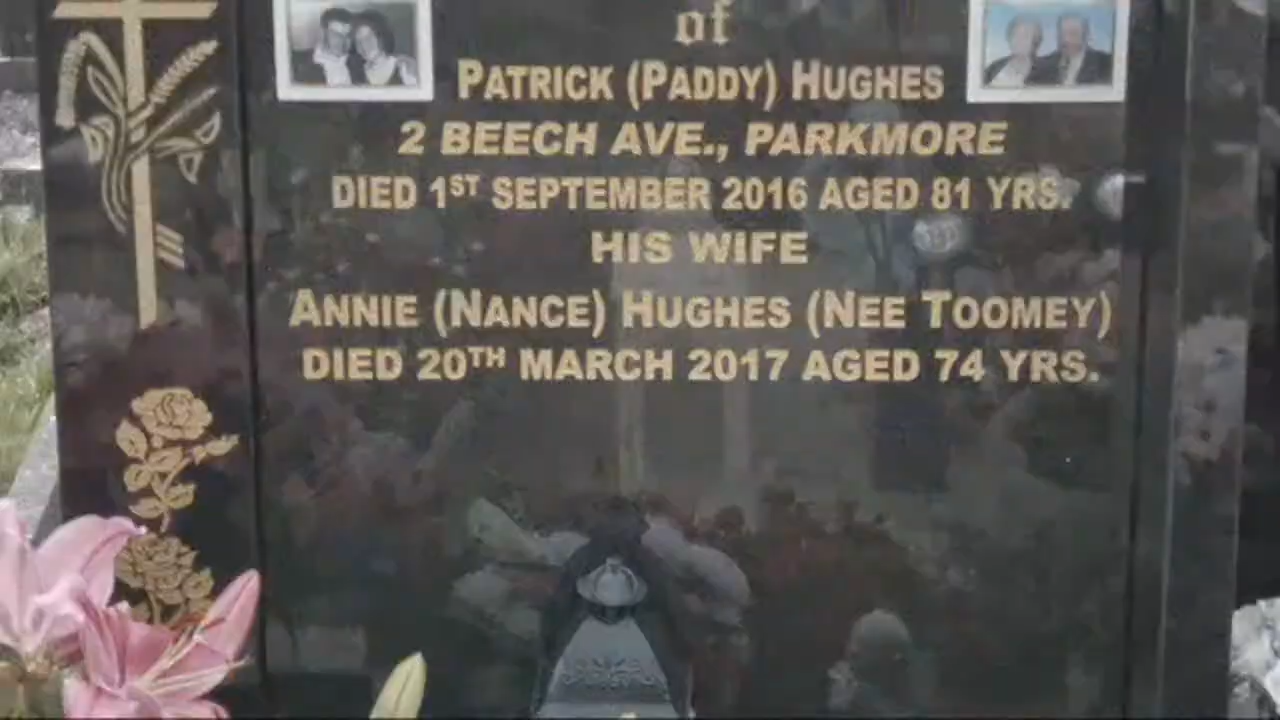 of
PATRICK (PADDY) HUGHES
2 BEECH AVE., PARKMORE
DIED 1ST SEPTEMBER 2016 AGED 81 YRS.
HIS WIFE
ANNIE (NANCE) HUGHES (NEE TOOMEY)
DIED 20TH MARCH 2017 AGED 74 YRS.